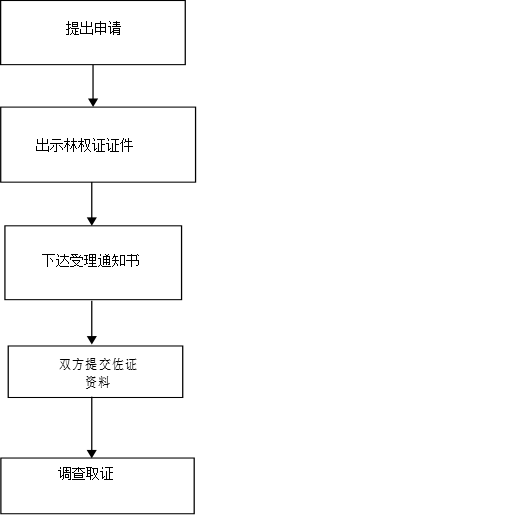 提出申请
出示林权证证件
下达受理通知书
双方提交佐证
资料
调查取证